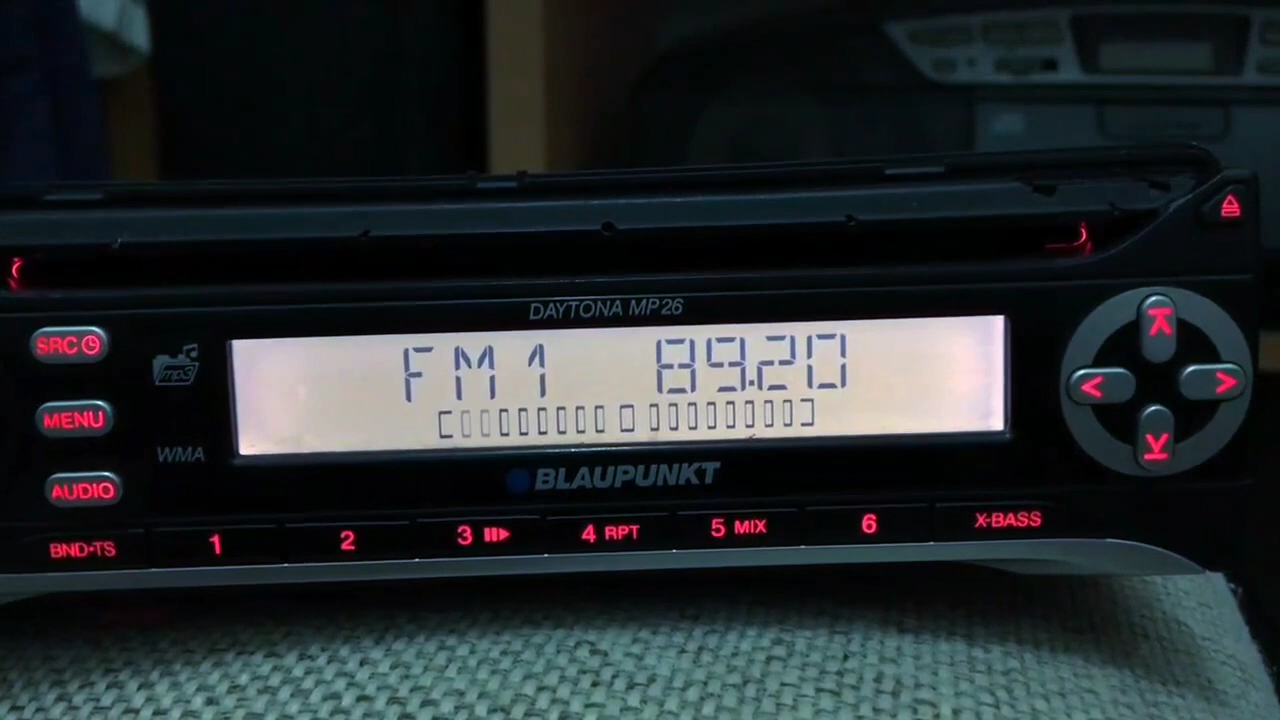 DAYTONA MP26
SRC
mp3
FM1 89.20
MENU
WMA
BLAUPUNKT
AUDIO
BND•TS 1 2 3 4 RPT 5 MIX 6 X-BASS